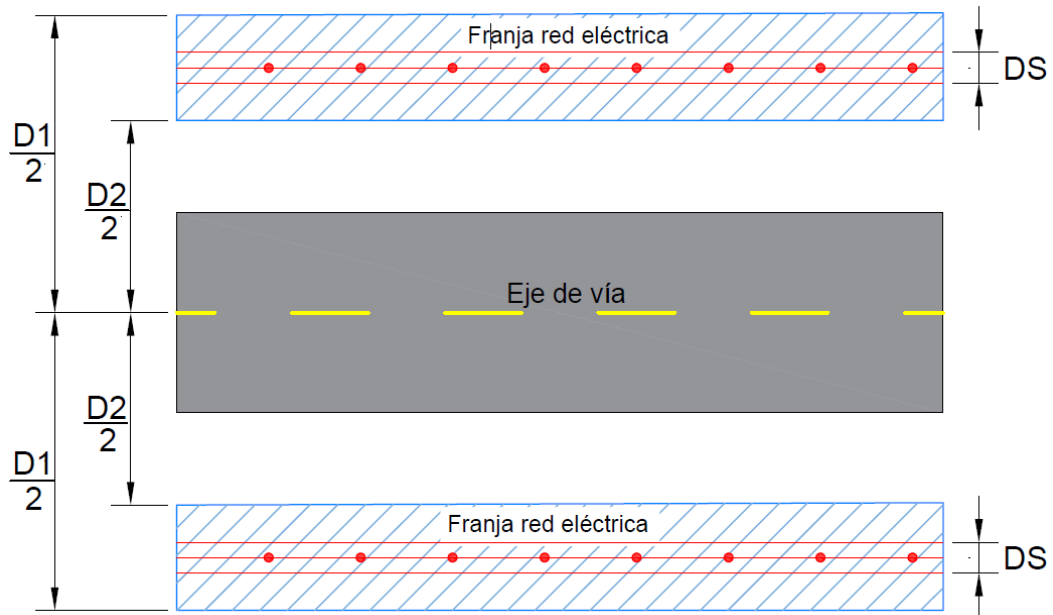 Franja red eléctrica
DS
D1
2
D2
2
Eje de vía
D2
2
D1
2
Franja red eléctrica
DS